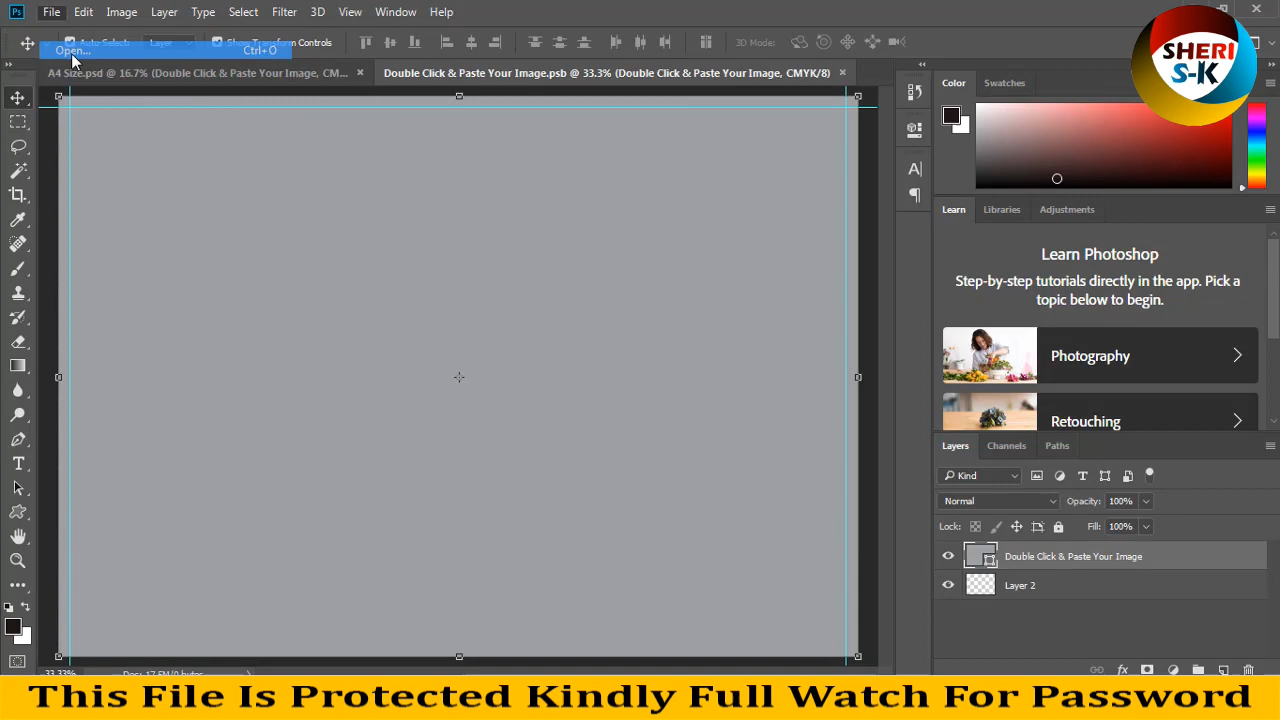 Ps File Edit Image Layer Type Select Filter 3D View Window Help
Auto-Select: Layer Show Transform Controls 3D Mode:
Open... Ctrl+O
A4 Size.psd @ 16.7% (Double Click & Paste Your Image, CM... × Double Click & Paste Your Image.psb @ 33.3% (Double Click & Paste Your Image, CMYK/8) ×
SHERI
S-K
Color Swatches
Learn Libraries Adjustments
Learn Photoshop
Step-by-step tutorials directly in the app. Pick a
topic below to begin.
Photography
Retouching
Layers Channels Paths
Kind
Normal Opacity: 100%
Lock: Fill: 100%
Double Click & Paste Your Image
Layer 2
33.33% Doc: 17.5M/0 bytes
This File Is Protected Kindly Full Watch For Password